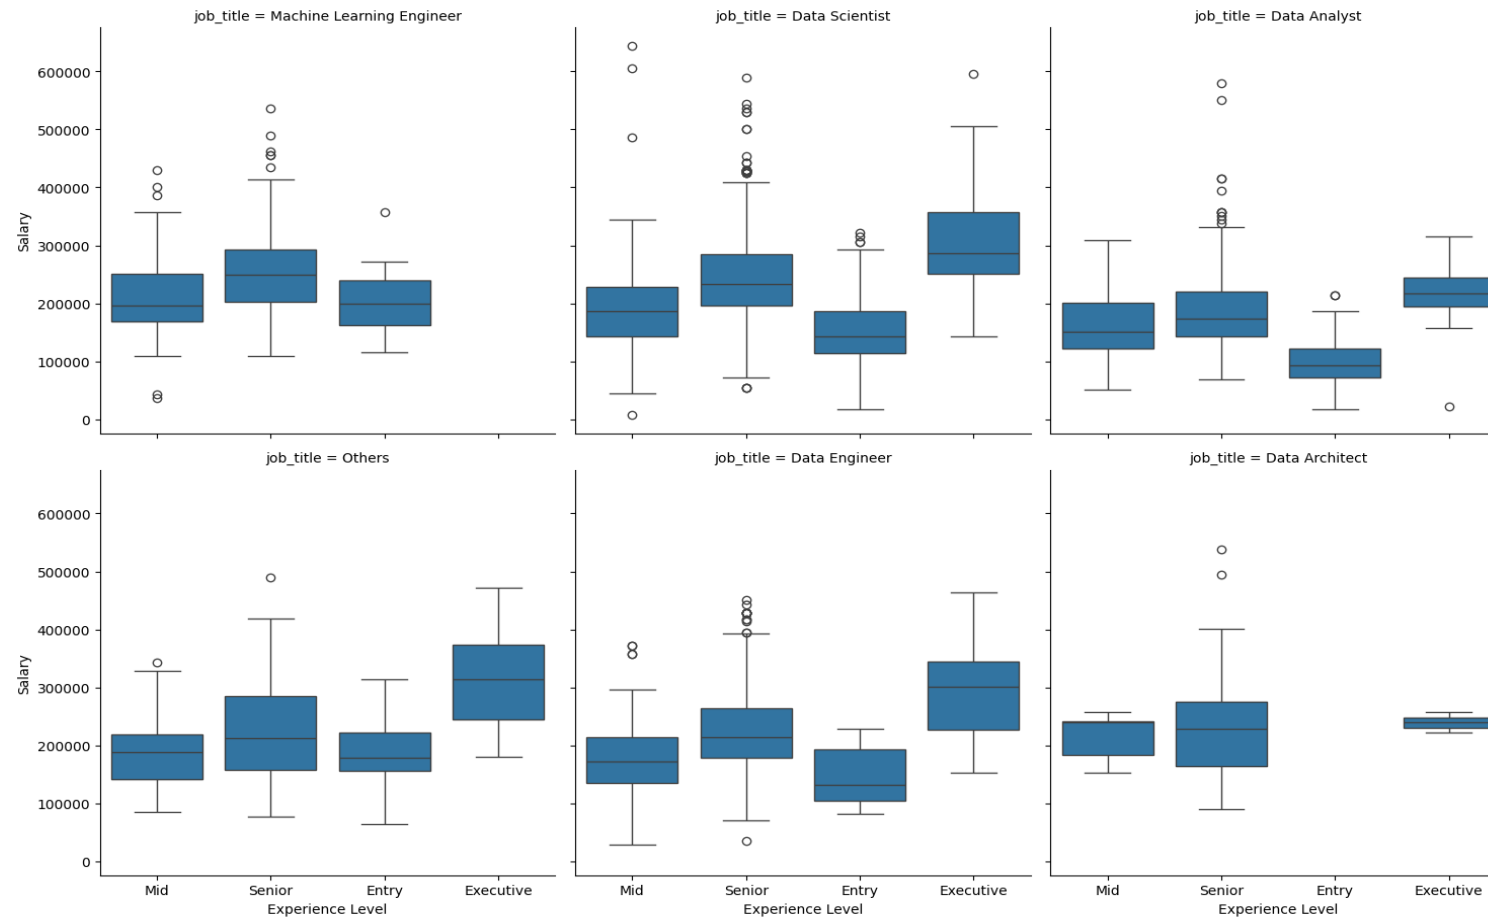 job_title = Machine Learning Engineer
job_title = Data Scientist
job_title = Data Analyst
600000
500000
400000
300000
200000
100000
0
Salary
job_title = Others
job_title = Data Engineer
job_title = Data Architect
600000
500000
400000
300000
200000
100000
0
Salary
Mid Senior Entry Executive
Mid Senior Entry Executive
Mid Senior Entry Executive
Experience Level
Experience Level
Experience Level